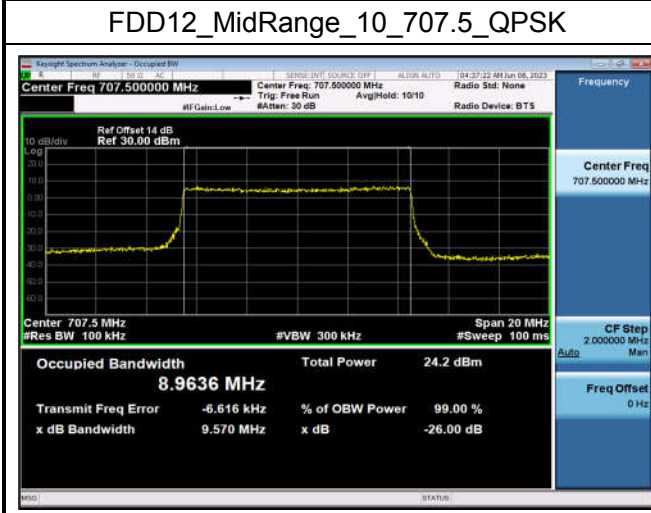 FDD12_MidRange_10_707.5_QPSK
Keysight Spectrum Analyzer - Occupied BW
RF 50 Ω AC SENSE:INT SOURCE OFF ALIGN AUTO 04:37:22 AM Jun 08, 2023
Center Freq 707.500000 MHz Center Freq: 707.500000 MHz Radio Std: None Frequency
Trig: Free Run Avg|Hold: 10/10
#IFGain:Low #Atten: 30 dB Radio Device: BTS
Ref Offset 14 dB
10 dB/div Ref 30.00 dBm
Log
20.0
10.0
0.00
Center Freq
707.500000 MHz
Center 707.5 MHz Span 20 MHz
#Res BW 100 kHz #VBW 300 kHz #Sweep 100 ms
CF Step
2.000000 MHz
Auto Man
Occupied Bandwidth Total Power 24.2 dBm
8.9636 MHz
Freq Offset
0 Hz
Transmit Freq Error -6.616 kHz % of OBW Power 99.00 %
x dB Bandwidth 9.570 MHz x dB -26.00 dB
MSG STATUS